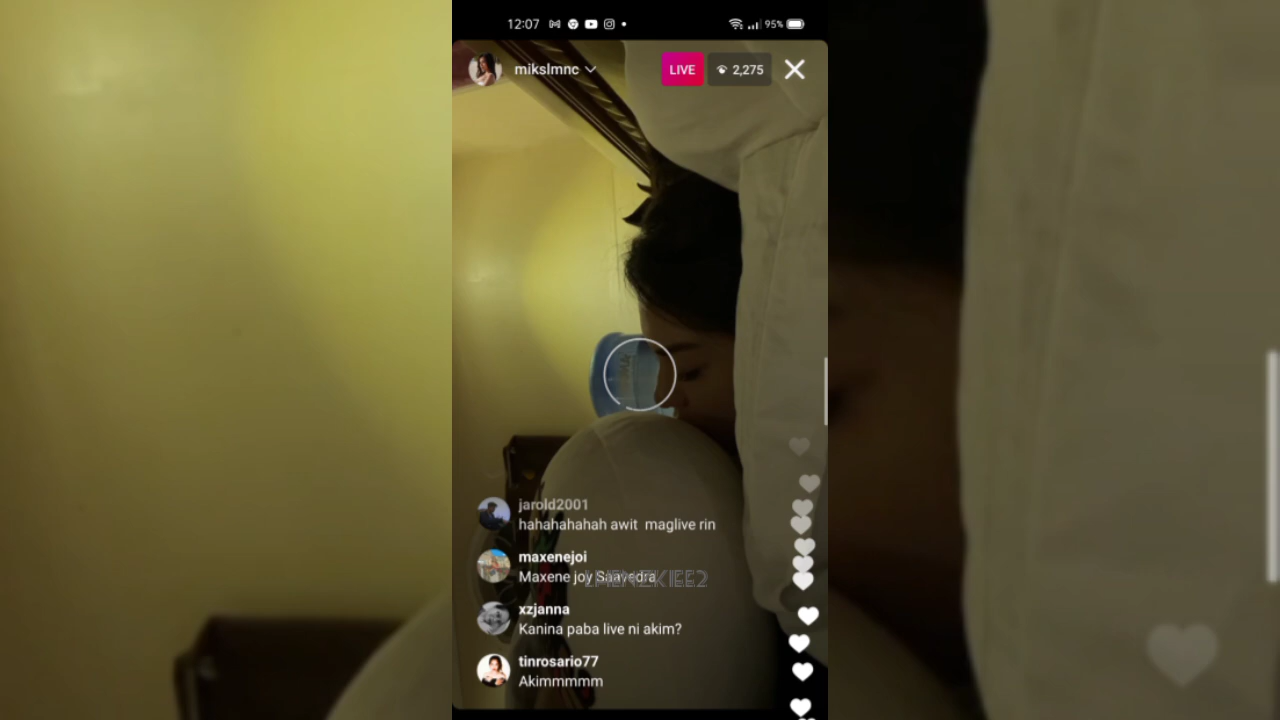 12:07
95%
mikslmnc
LIVE
2,275
jarold2001
hahahahahah awit maglive rin
maxenejoi
Maxene joy Saavedra
xzjanna
Kanina paba live ni akim?
tinrosario77
Akimmmmm